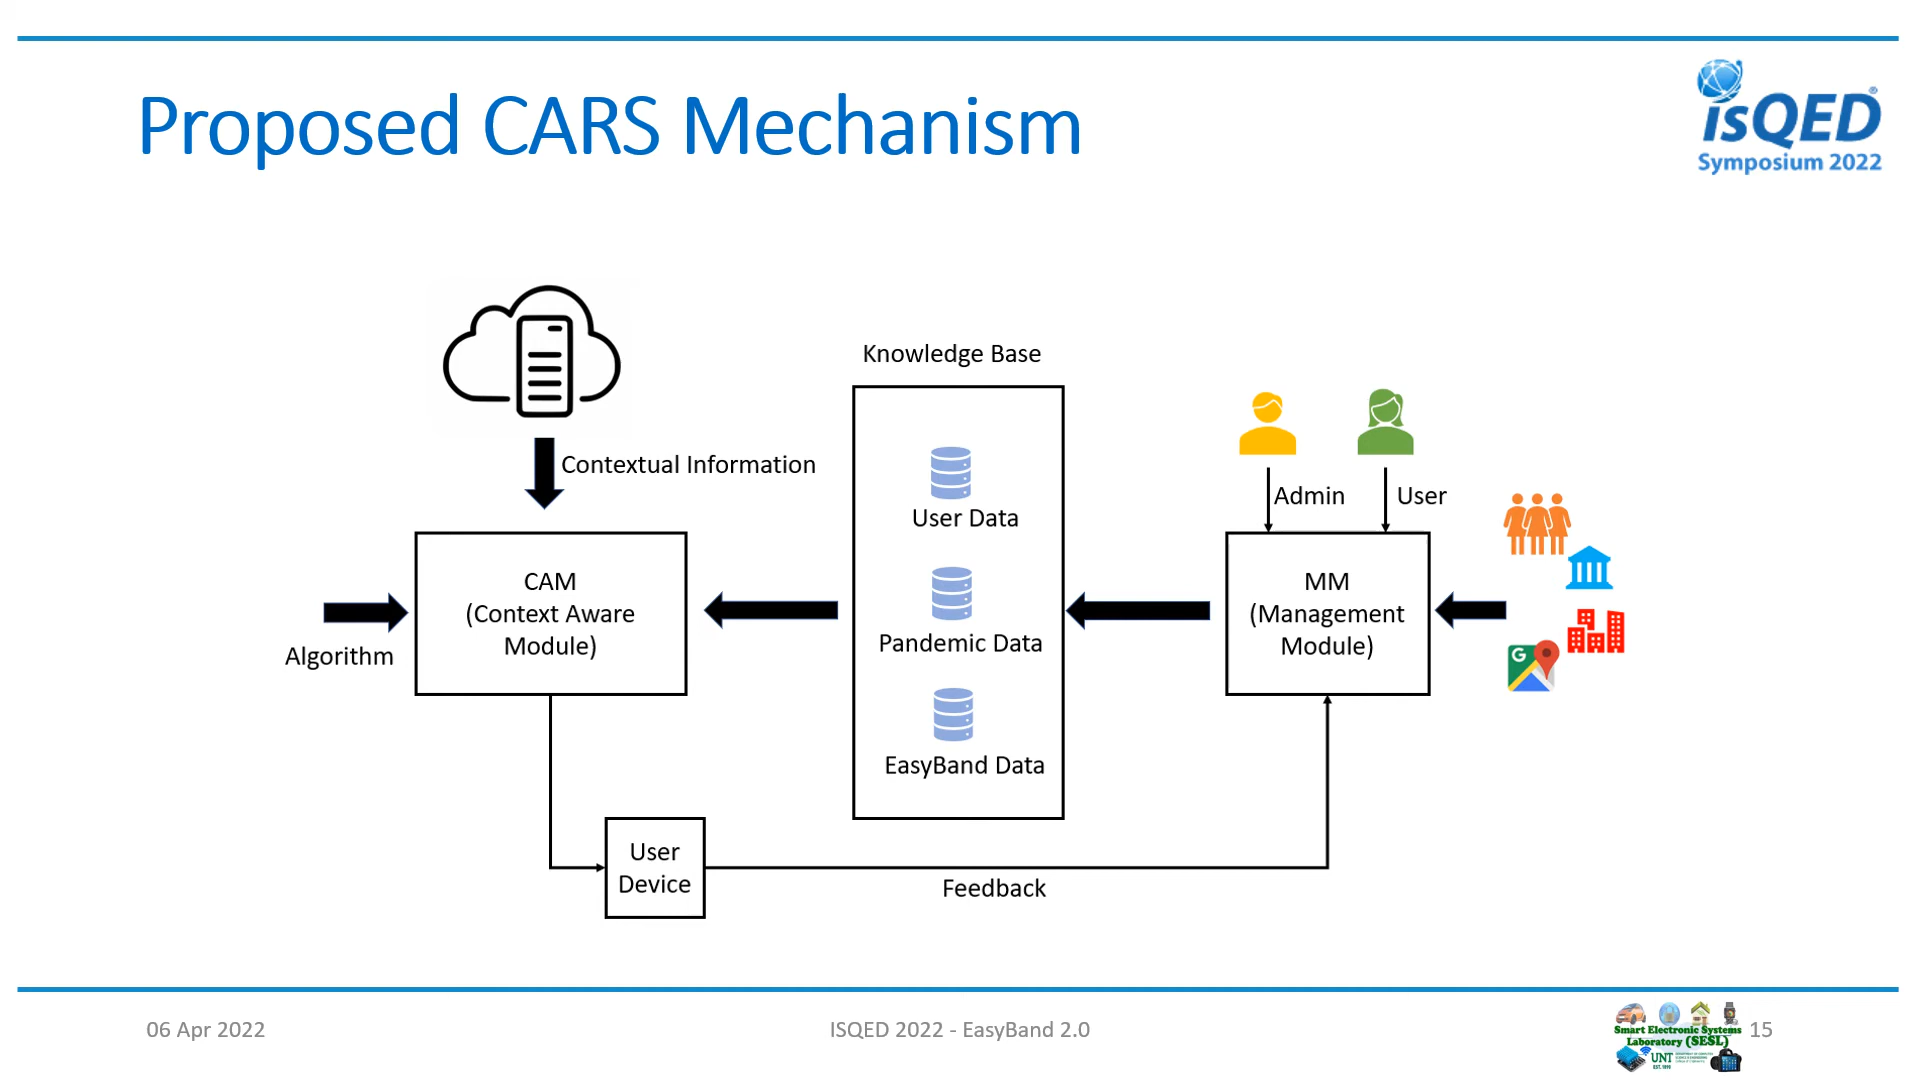 Proposed CARS Mechanism
isQED®
Symposium 2022
Knowledge Base
Contextual Information
User Data
Admin
User
CAM
(Context Aware
Module)
MM
(Management
Module)
Algorithm
Pandemic Data
G
EasyBand Data
User
Device
Feedback
06 Apr 2022
ISQED 2022 - EasyBand 2.0
Smart Electronic Systems
Laboratory (SESL)
UNT
EST. 1890
15